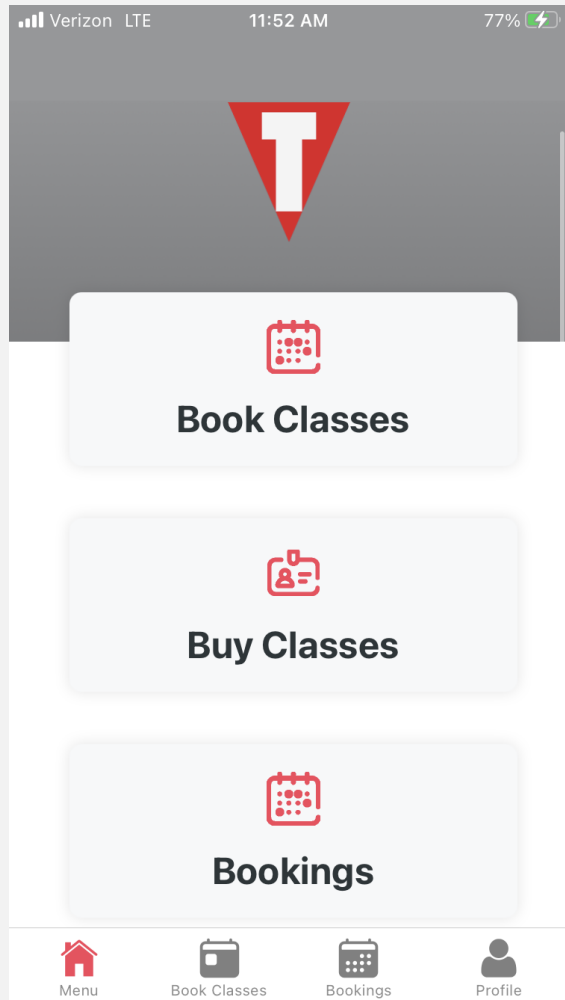 Verizon LTE 11:52 AM 77%
T
Book Classes
Buy Classes
Bookings
Menu Book Classes Bookings Profile